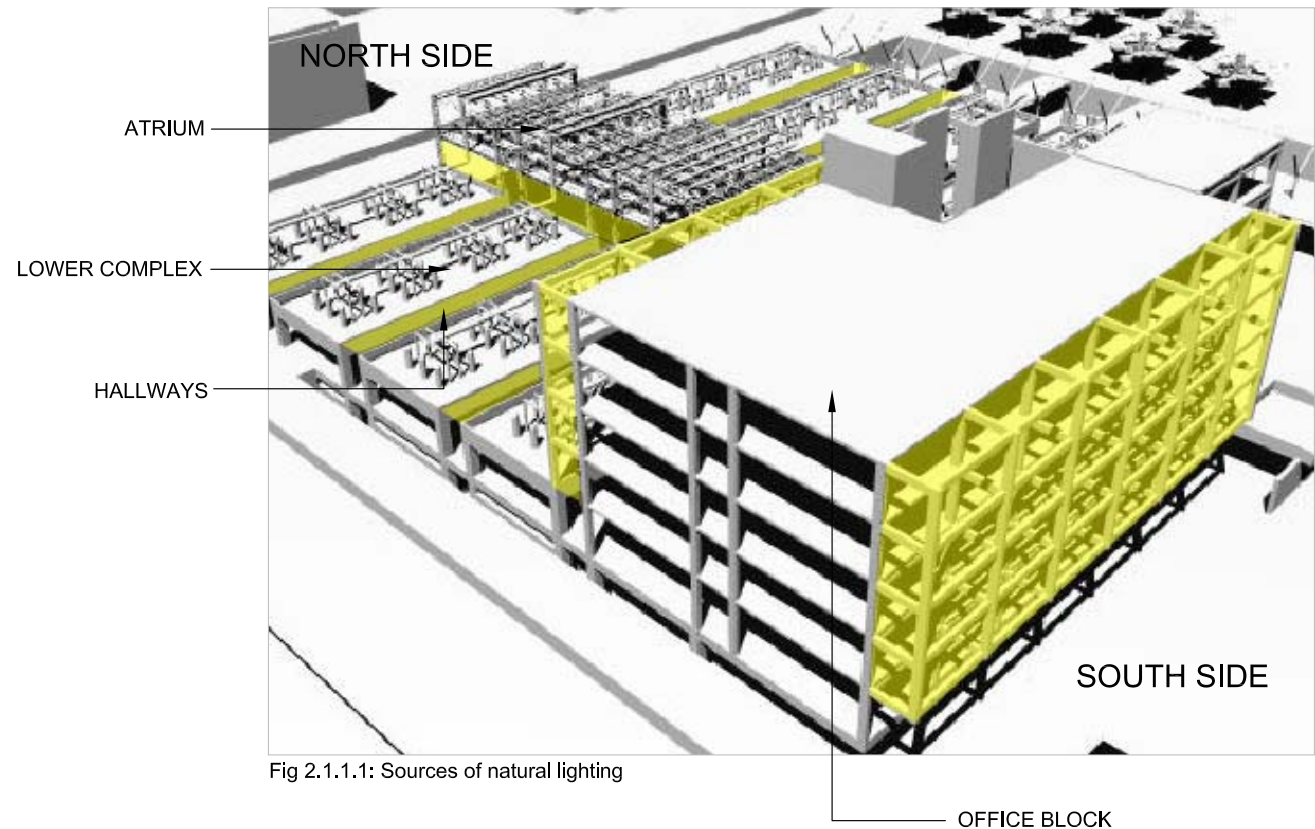 NORTH SIDE
ATRIUM
LOWER COMPLEX
HALLWAYS
SOUTH SIDE
Fig 2.1.1.1: Sources of natural lighting
OFFICE BLOCK